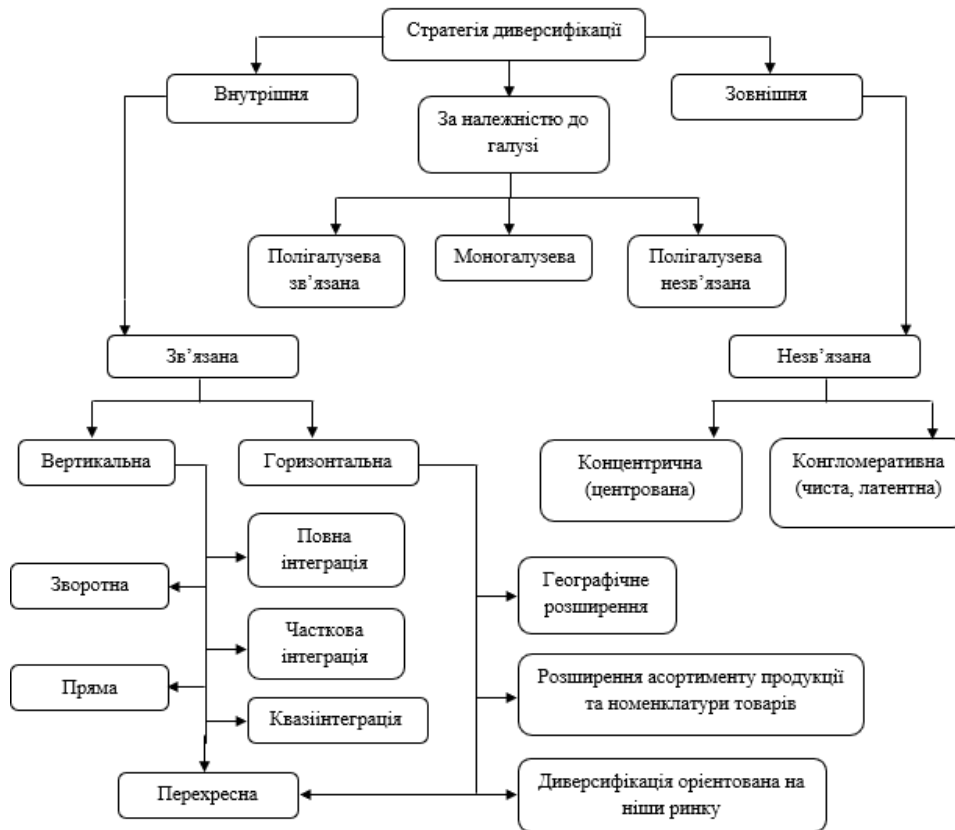 Стратегія диверсифікації
Внутрішня
Зовнішня
За належністю до
галузі
Полігалузева
зв’язана
Моногалузева
Полігалузева
незв’язана
Зв’язана
Незв’язана
Вертикальна
Горизонтальна
Концентрична
(центрована)
Конгломеративна
(чиста, латентна)
Повна
інтеграція
Зворотна
Географічне
розширення
Часткова
інтеграція
Пряма
Розширення асортименту продукції
та номенклатури товарів
Квазіінтеграція
Перехресна
Диверсифікація орієнтована на
ніши ринку